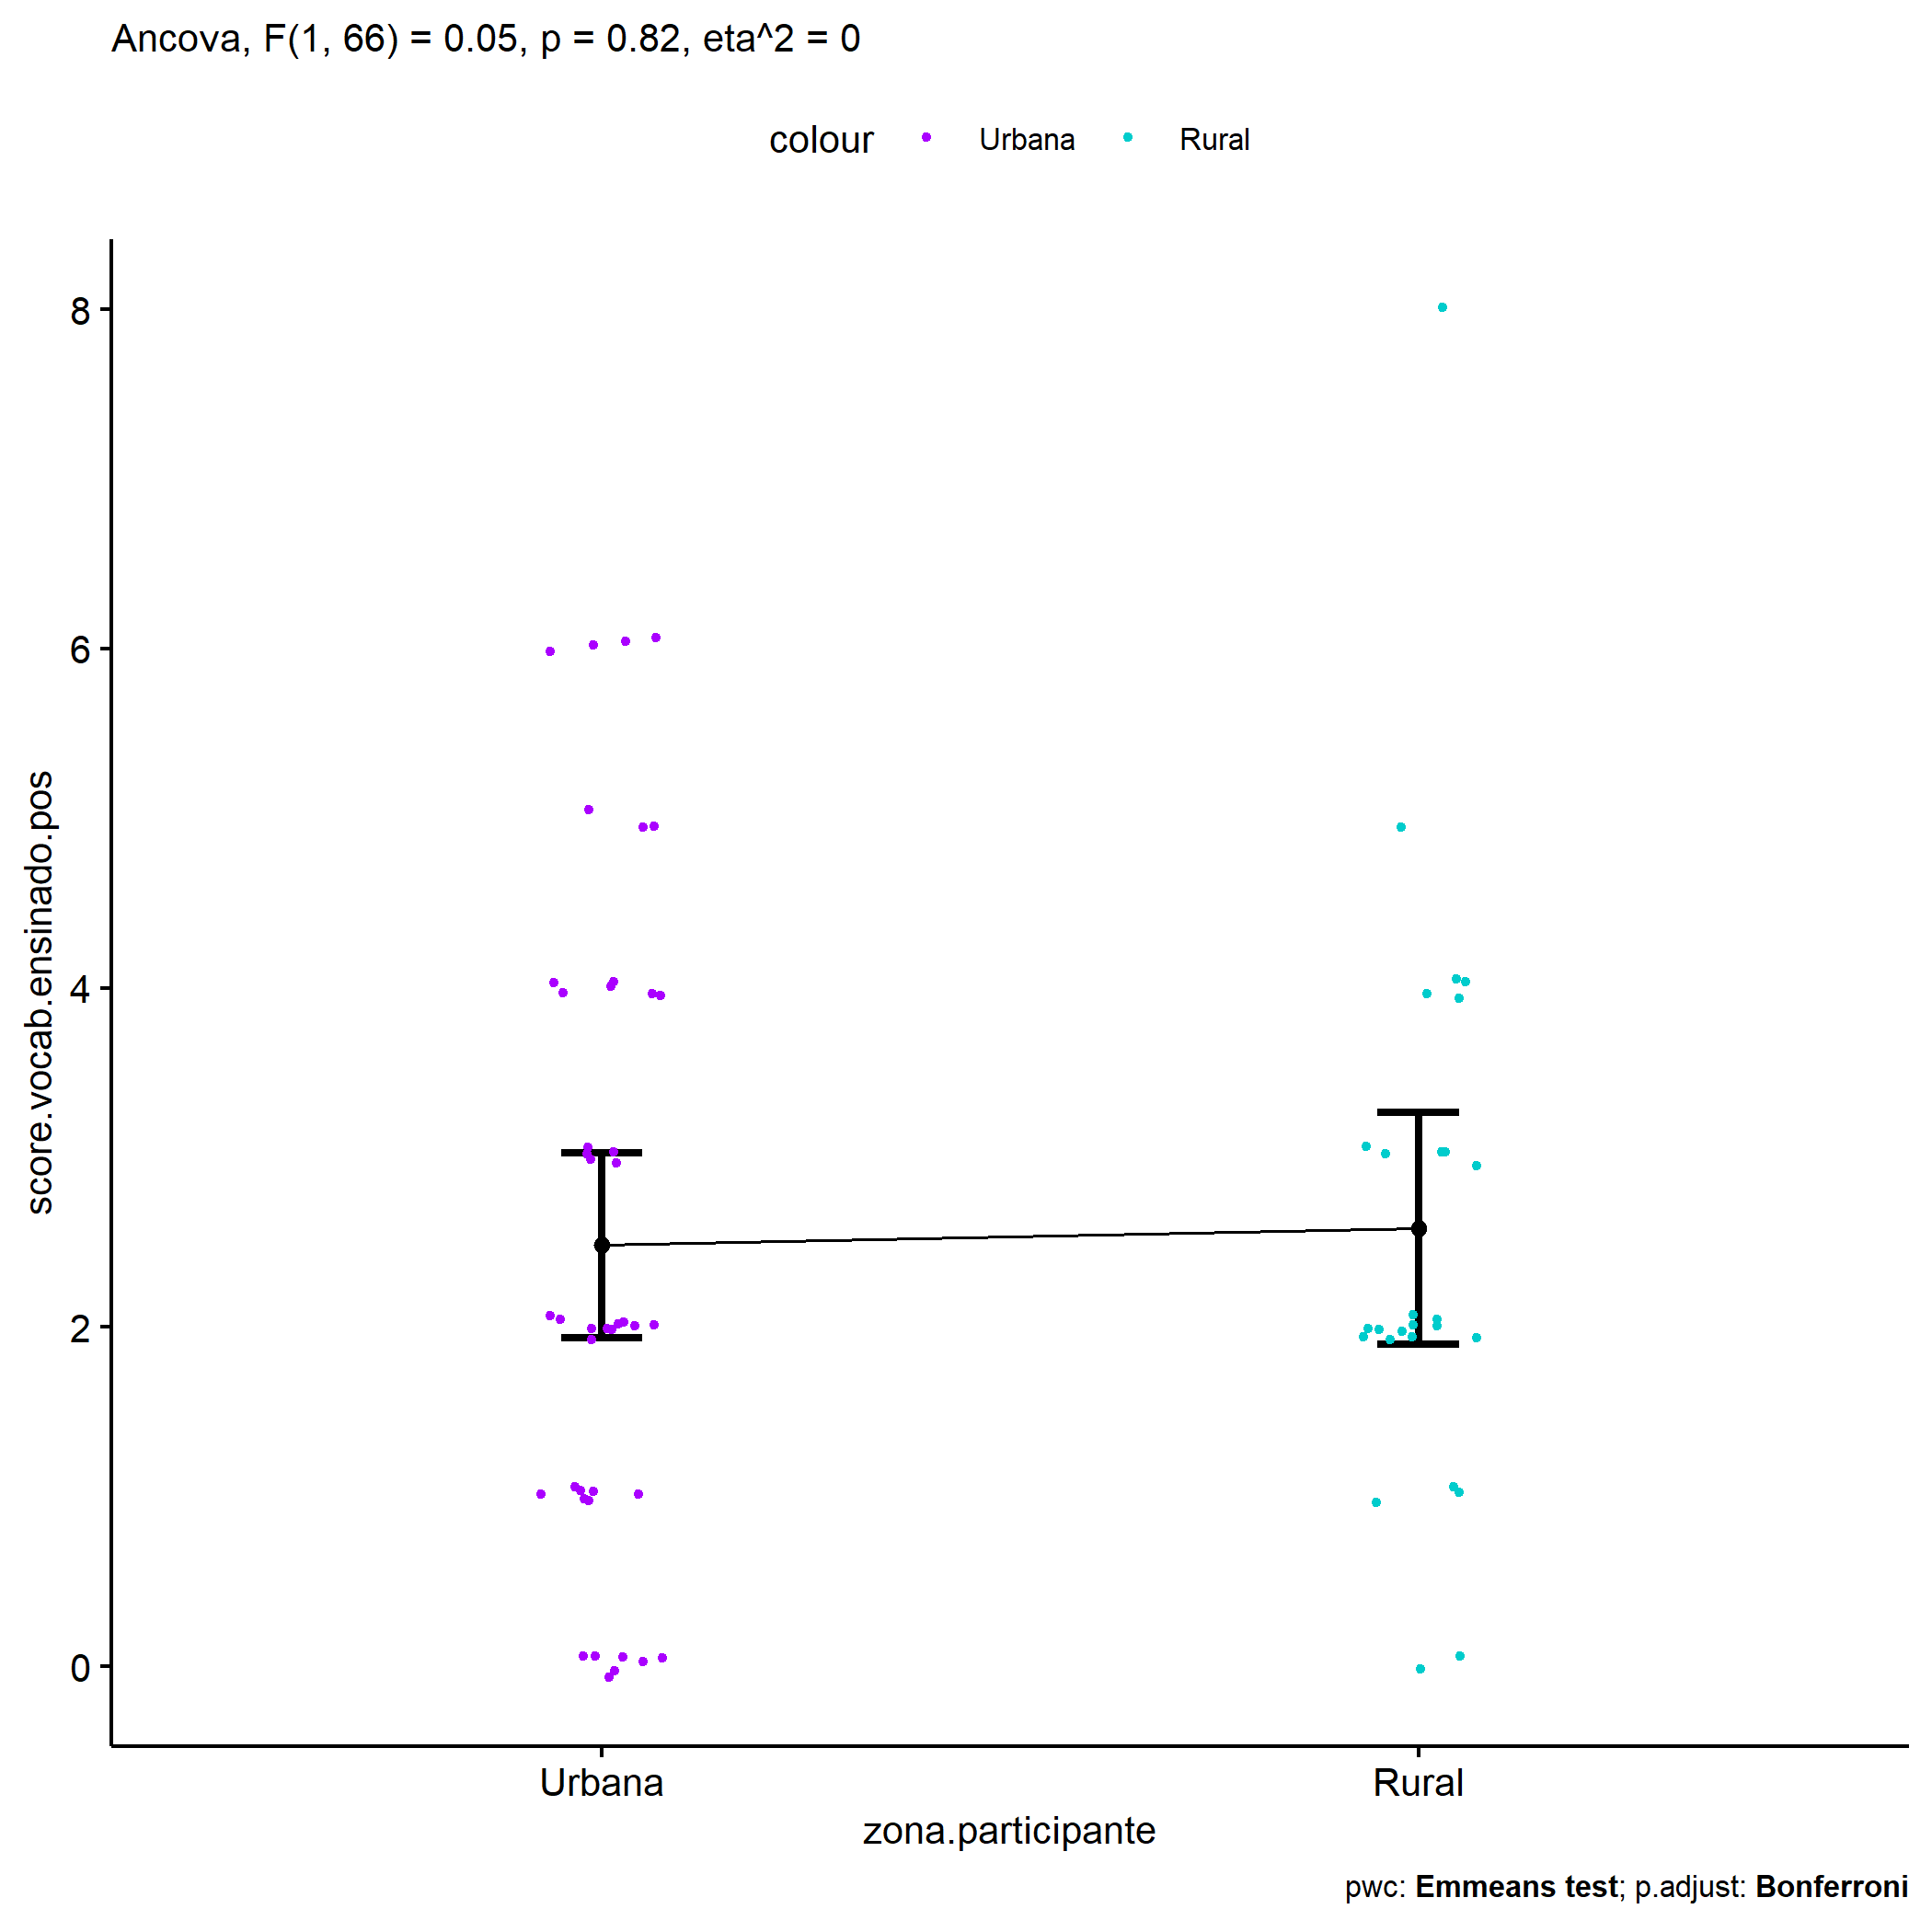 Ancova, F(1, 66) = 0.05, p = 0.82, eta^2 = 0
colour Urbana Rural
8
6
4
2
0
score.vocab.ensinado.pos
Urbana Rural
zona.participante
pwc: Emmeans test; p.adjust: Bonferroni